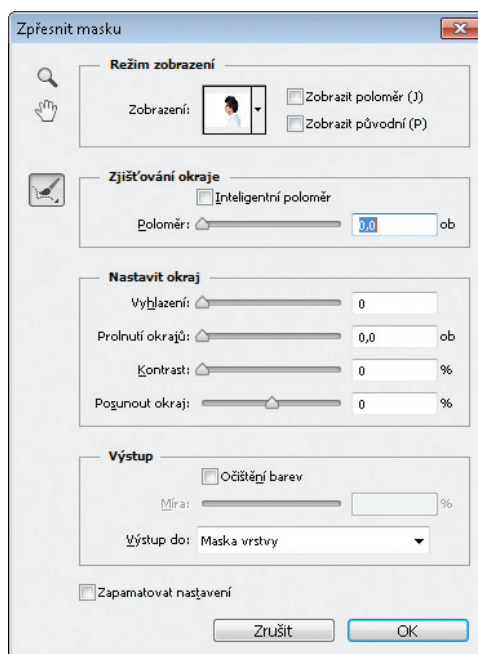 Zpřesnit masku
Režim zobrazení
Zobrazení:
Zobrazit poloměr (J)
Zobrazit původní (P)
Zjišťování okraje
Inteligentní poloměr
Poloměr: 0,0 ob
Nastavit okraj
Vyhlazení: 0
Prolnutí okrajů: 0,0 ob
Kontrast: 0 %
Posunout okraj: 0 %
Výstup
Očištění barev
Míra: %
Výstup do: Maska vrstvy
Zapamatovat nastavení
Zrušit OK